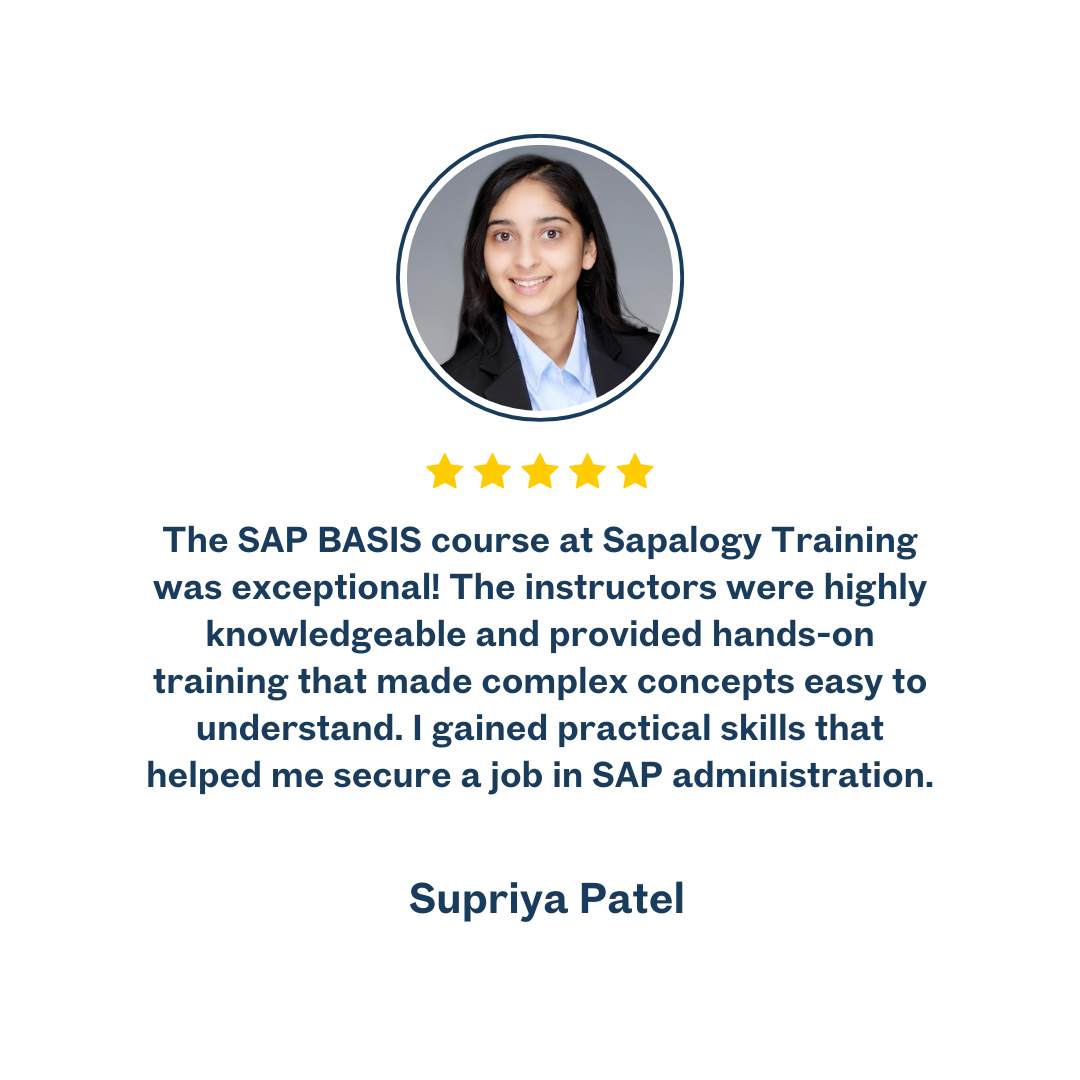 The SAP BASIS course at Sapalogy Training
was exceptional! The instructors were highly
knowledgeable and provided hands-on
training that made complex concepts easy to
understand. I gained practical skills that
helped me secure a job in SAP administration.
Supriya Patel